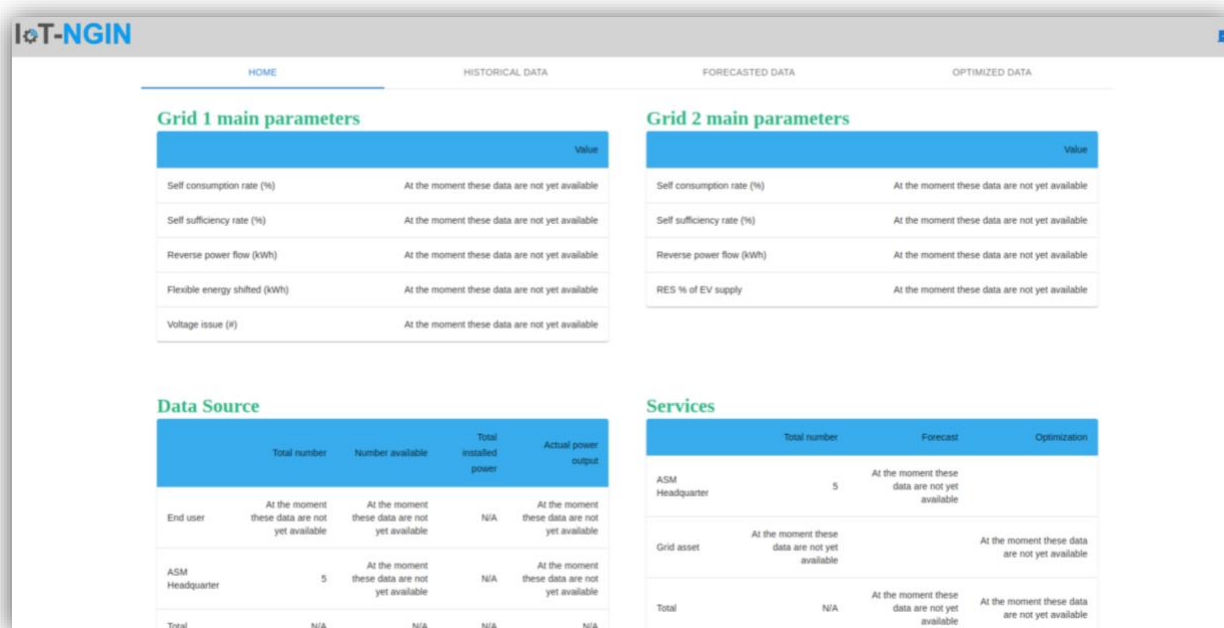 IoT-NGIN
HOME HISTORICAL DATA FORECASTED DATA OPTIMIZED DATA
Grid 1 main parameters
Value
Self consumption rate (%) At the moment these data are not yet available
Self sufficiency rate (%) At the moment these data are not yet available
Reverse power flow (kWh) At the moment these data are not yet available
Flexible energy shifted (kWh) At the moment these data are not yet available
Voltage issue (#) At the moment these data are not yet available
Grid 2 main parameters
Value
Self consumption rate (%) At the moment these data are not yet available
Self sufficiency rate (%) At the moment these data are not yet available
Reverse power flow (kWh) At the moment these data are not yet available
RES % of EV supply At the moment these data are not yet available
Data Source
Total number Number available Total installed power Actual power output
End user At the moment these data are not yet available At the moment these data are not yet available N/A At the moment these data are not yet available
ASM Headquarter 5 At the moment these data are not yet available N/A At the moment these data are not yet available
Total N/A N/A N/A N/A
Services
Total number Forecast Optimization
ASM Headquarter 5 At the moment these data are not yet available
Grid asset At the moment these data are not yet available At the moment these data are not yet available
Total N/A At the moment these data are not yet available At the moment these data are not yet available